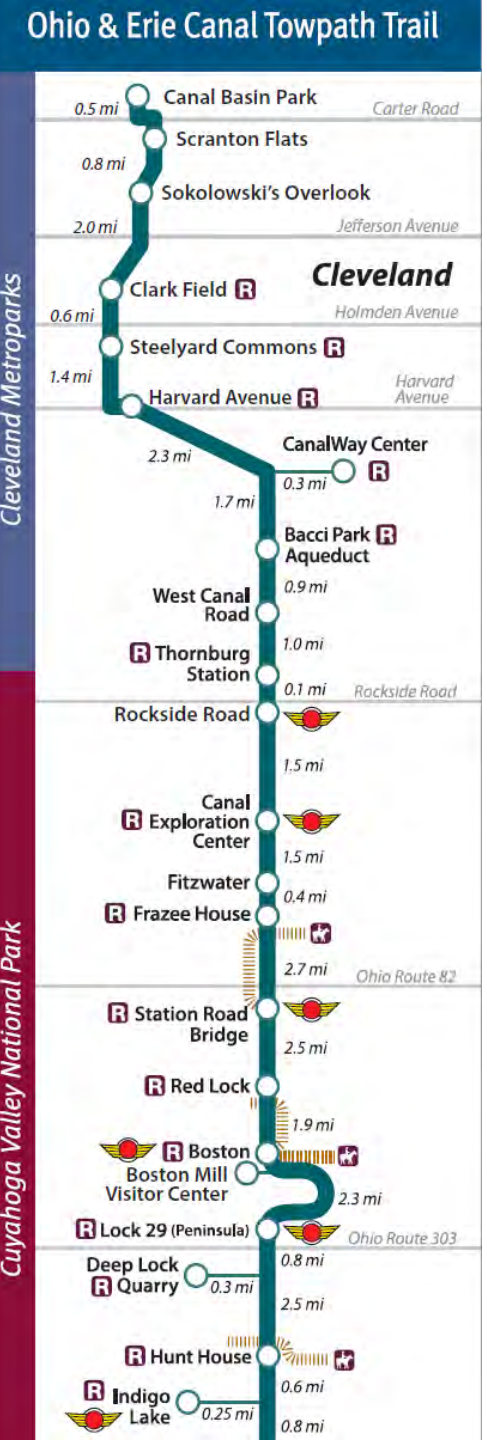 Ohio & Erie Canal Towpath Trail
Canal Basin Park
0.5 mi
Carter Road
Scranton Flats
0.8 mi
Sokolowski's Overlook
2.0 mi
Jefferson Avenue
Cleveland
Clark Field R
0.6 mi
Holmden Avenue
Steelyard Commons R
1.4 mi
Harvard
Avenue
Harvard Avenue R
2.3 mi
CanalWay Center
R
0.3 mi
1.7 mi
Bacci Park R
Aqueduct
0.9 mi
West Canal
Road
1.0 mi
R Thornburg
Station
0.1 mi
Rockside Road
Rockside Road
1.5 mi
Canal
R Exploration
Center
1.5 mi
Fitzwater
0.4 mi
R Frazee House
2.7 mi
Ohio Route 82
R Station Road
Bridge
2.5 mi
R Red Lock
1.9 mi
R Boston
Boston Mill
Visitor Center
2.3 mi
R Lock 29 (Peninsula)
Ohio Route 303
0.8 mi
Deep Lock
R Quarry
0.3 mi
2.5 mi
R Hunt House
0.6 mi
R Indigo
Lake
0.25 mi
0.8 mi
Cleveland Metroparks
Cuyahoga Valley National Park